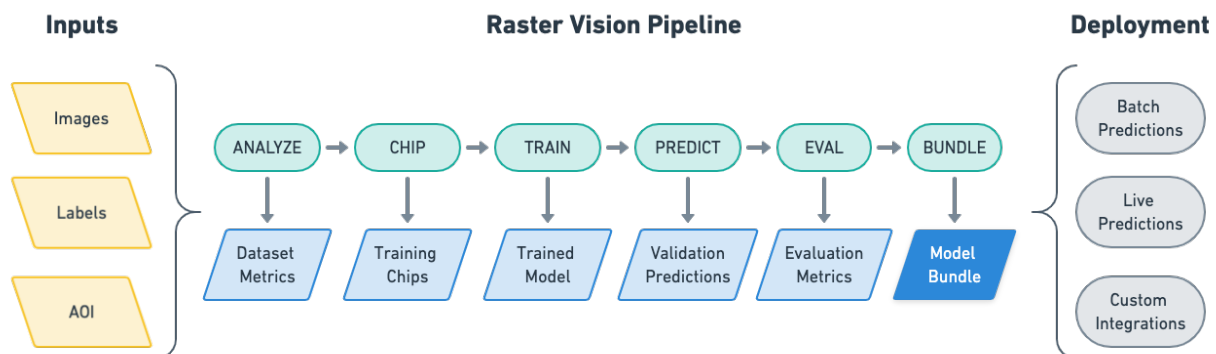 Inputs
Raster Vision Pipeline
Deployment
Images
Labels
AOI
ANALYZE
CHIP
TRAIN
PREDICT
EVAL
BUNDLE
Dataset
Metrics
Training
Chips
Trained
Model
Validation
Predictions
Evaluation
Metrics
Model
Bundle
Batch
Predictions
Live
Predictions
Custom
Integrations